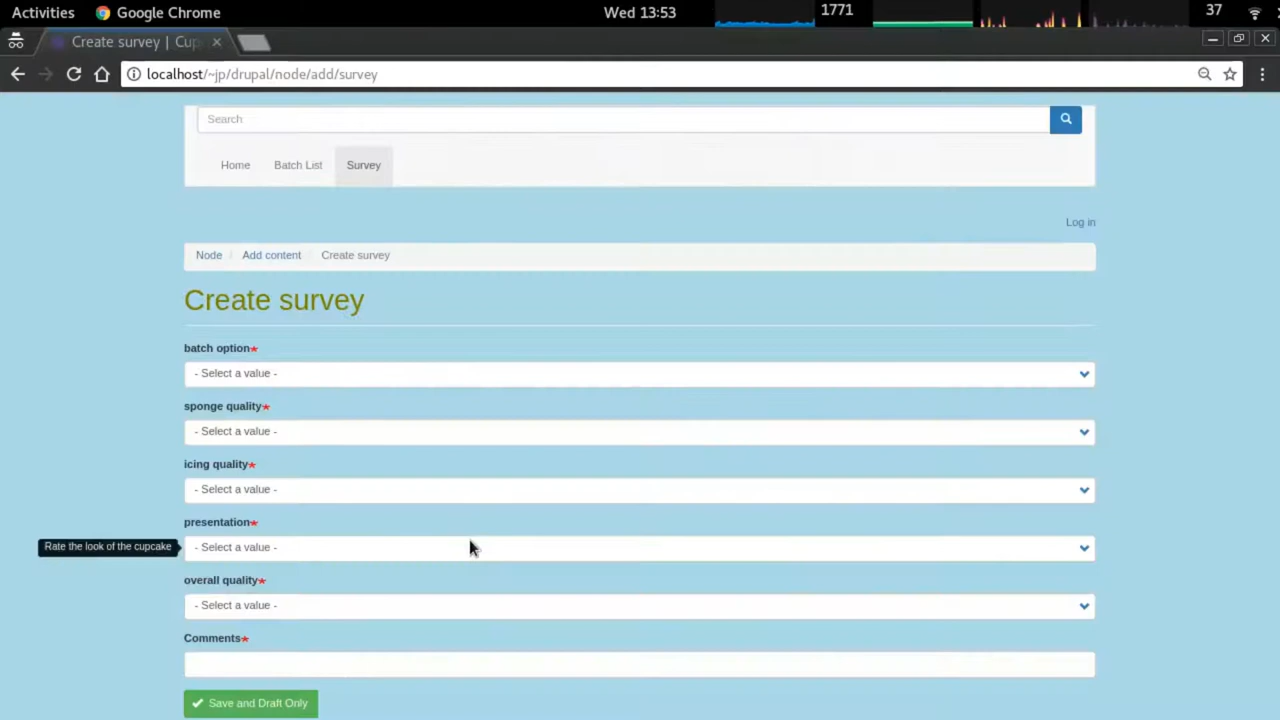 Activities Google Chrome Wed 13:53 1771 37
Create survey | Cup
localhost/~jp/drupal/node/add/survey
Search
Home Batch List Survey
Log in
Node / Add content / Create survey
Create survey
batch option*
- Select a value -
sponge quality*
- Select a value -
icing quality*
- Select a value -
presentation*
Rate the look of the cupcake - Select a value -
overall quality*
- Select a value -
Comments*
Save and Draft Only